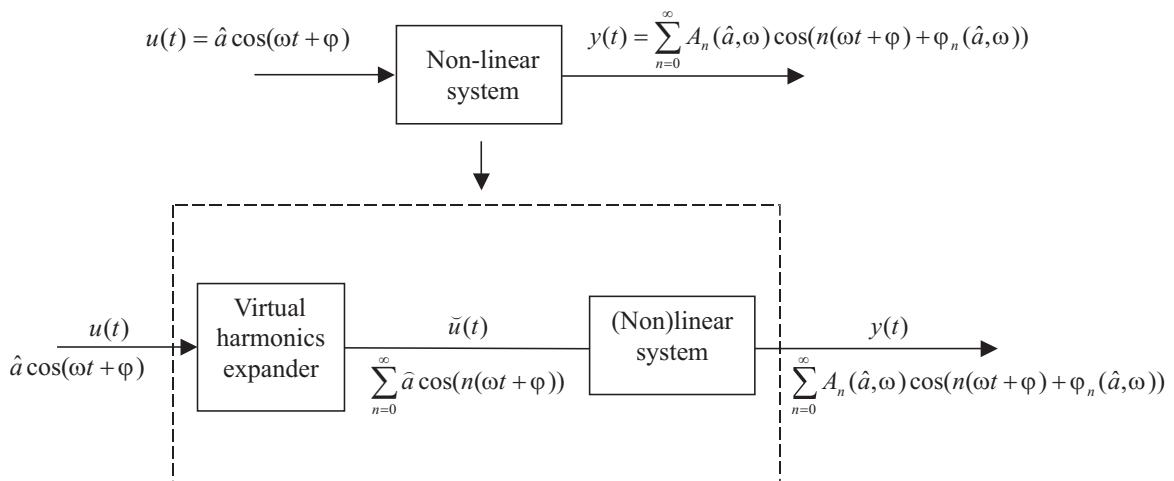 u(t) = â cos(ωt + φ)
Non-linear
system
y(t) = ∑_{n=0}^{∞} A_n(â,ω) cos(n(ωt + φ) + φ_n(â,ω))
u(t)
â cos(ωt + φ)
Virtual
harmonics
expander
ŭ(t)
∑_{n=0}^{∞} â cos(n(ωt + φ))
(Non)linear
system
y(t)
∑_{n=0}^{∞} A_n(â,ω) cos(n(ωt + φ) + φ_n(â,ω))